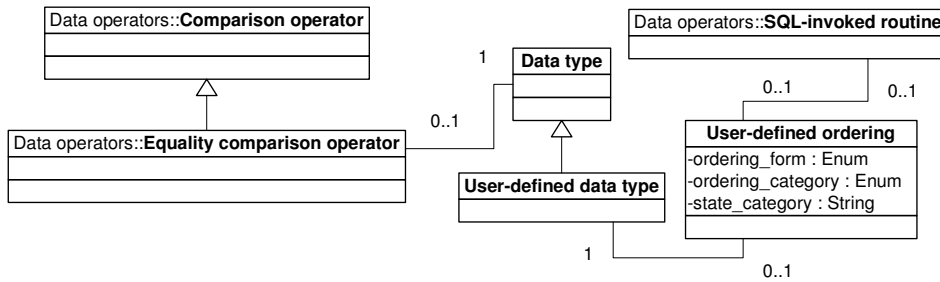 Data operators::Comparison operator
Data operators::SQL-invoked routine
1
Data type
0..1
0..1
0..1
Data operators::Equality comparison operator
User-defined ordering
-ordering_form : Enum
-ordering_category : Enum
-state_category : String
User-defined data type
1
0..1